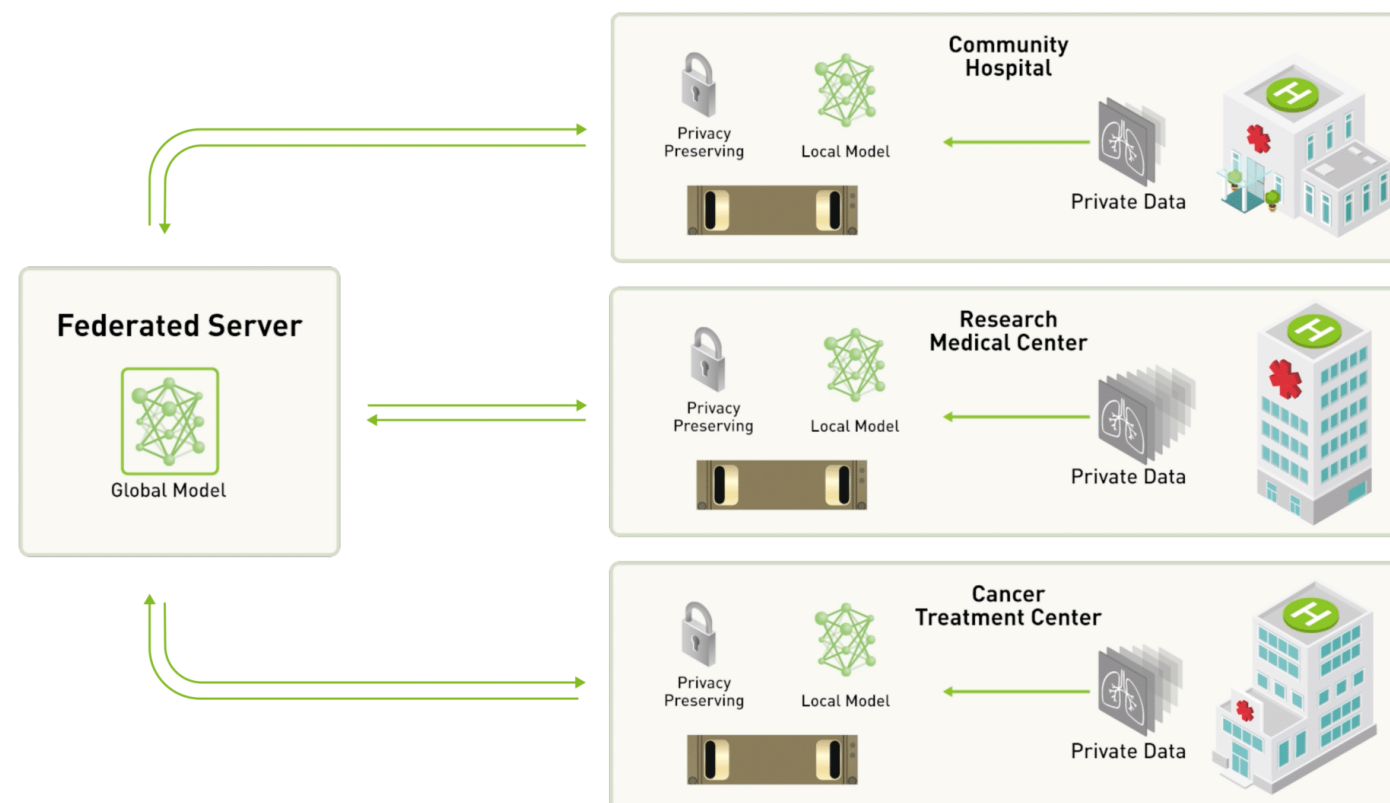 Community
Hospital
Privacy
Preserving
Local Model
Private Data
H
Federated Server
Global Model
Research
Medical Center
Privacy
Preserving
Local Model
Private Data
H
Cancer
Treatment Center
Privacy
Preserving
Local Model
Private Data
H